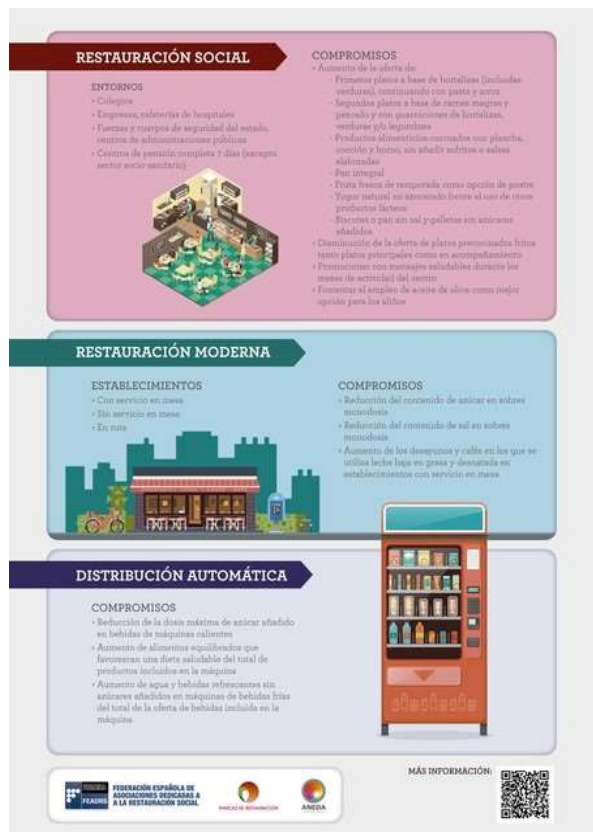 RESTAURACIÓN SOCIAL
ENTORNOS
› Colegios
› Empresas, cafeterías de hospitales
› Fuerzas y cuerpos de seguridad del estado,
centros de administraciones públicas
› Centros de pensión completa 7 días (excepto
sector socio-sanitario)
COMPROMISOS
› Aumento de la oferta de:
- Primeros platos a base de hortalizas (incluidas
verduras), continuando con pasta y arroz
- Segundos platos a base de carnes magras y
pescado y con guarniciones de hortalizas,
verduras y/o legumbres
- Productos alimenticios cocinados con plancha,
cocción y horno, sin añadir sofritos o salsas
elaboradas
- Pan integral
- Fruta fresca de temporada como opción de postre
- Yogur natural no azucarado frente al uso de otros
productos lácteos
- Biscotes o pan sin sal y galletas sin azúcares
añadidos
› Disminución de la oferta de platos precocinados fritos
tanto platos principales como en acompañamiento
› Promociones con mensajes saludables durante los
meses de actividad del centro
› Fomentar el empleo de aceite de oliva como mejor
opción para los aliños
RESTAURACIÓN MODERNA
ESTABLECIMIENTOS
› Con servicio en mesa
› Sin servicio en mesa
› En ruta
COMPROMISOS
› Reducción del contenido de azúcar en sobres
monodosis
› Reducción del contenido de sal en sobres
monodosis
› Aumento de los desayunos y cafés en los que se
utiliza leche baja en grasa y desnatada en
establecimientos con servicio en mesa
DISTRIBUCIÓN AUTOMÁTICA
COMPROMISOS
› Reducción de la dosis máxima de azúcar añadido
en bebidas de máquinas calientes
› Aumento de alimentos equilibrados que
favorezcan una dieta saludable del total de
productos incluidos en la máquina
› Aumento de agua y bebidas refrescantes sin
azúcares añadidos en máquinas de bebidas frías
del total de la oferta de bebidas incluida en la
máquina
FEADRS
FEDERACIÓN ESPAÑOLA DE
ASOCIACIONES DEDICADAS A
A LA RESTAURACIÓN SOCIAL
MARCAS DE RESTAURACIÓN
ANEDA
MÁS INFORMACIÓN: